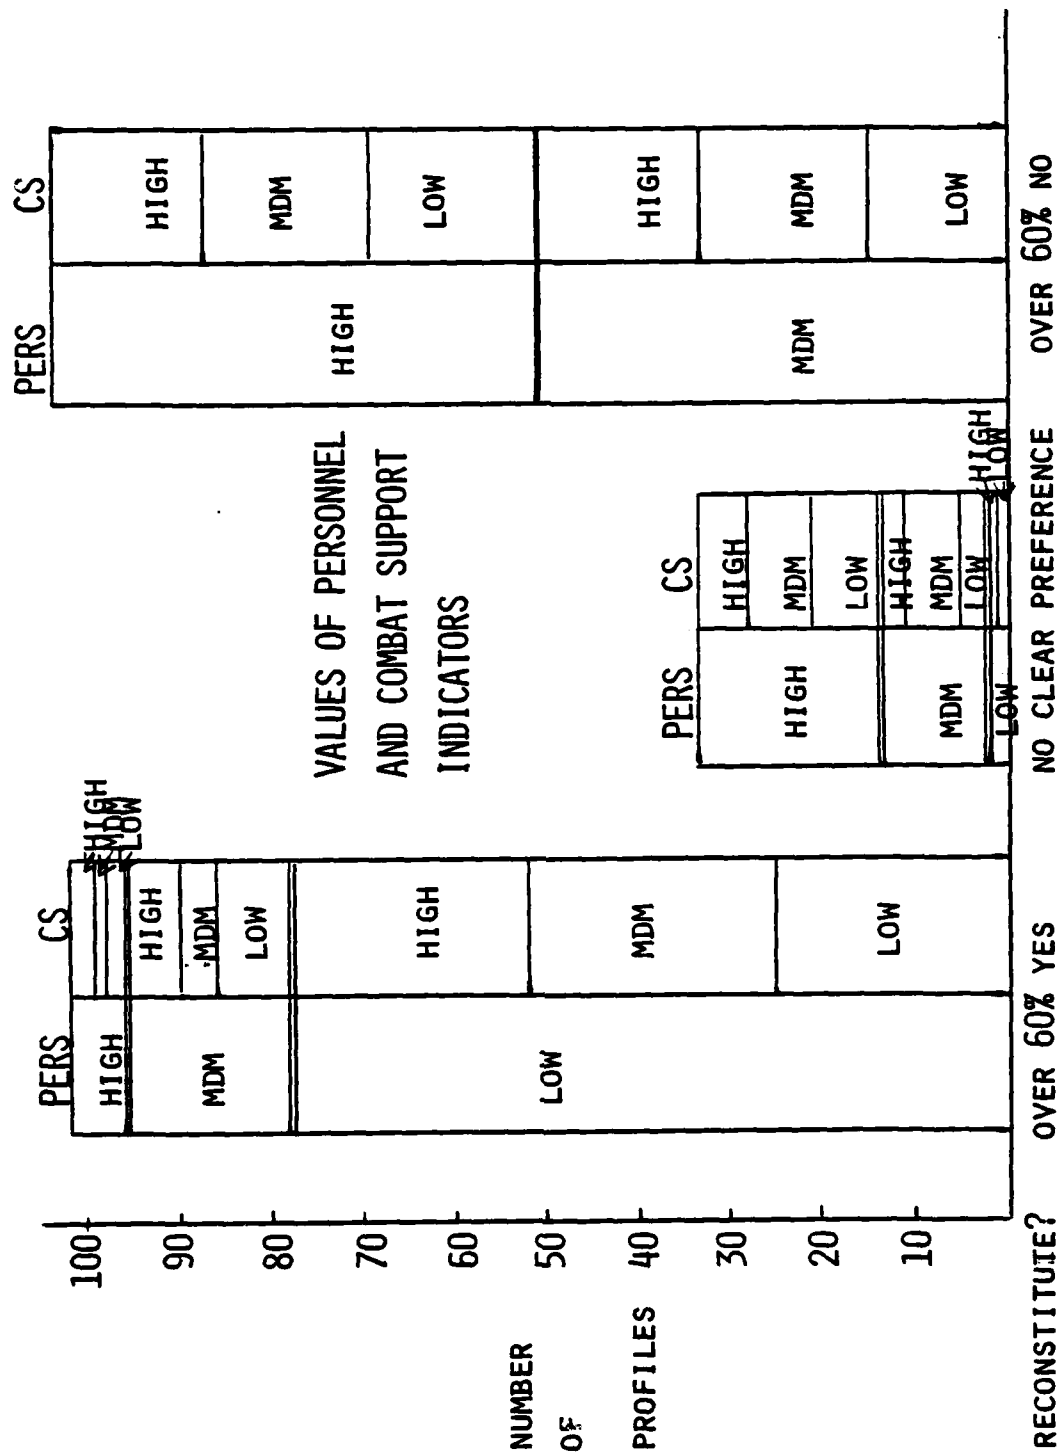 PERS CS
HIGH
MDM
LOW
HIGH
MDM
LOW
HIGH
MDM
LOW
HIGH
MDM
LOW
VALUES OF PERSONNEL
AND COMBAT SUPPORT
INDICATORS
PERS CS
HIGH
MDM
LOW
HIGH
MDM
LOW
HIGH
MDM
LOW
HIGH
LOW
PERS CS
HIGH
MDM
HIGH
MDM
LOW
HIGH
MDM
LOW
100
90
80
70
60
50
40
30
20
10
NUMBER
OF
PROFILES
RECONSTITUTE? OVER 60% YES NO CLEAR PREFERENCE OVER 60% NO